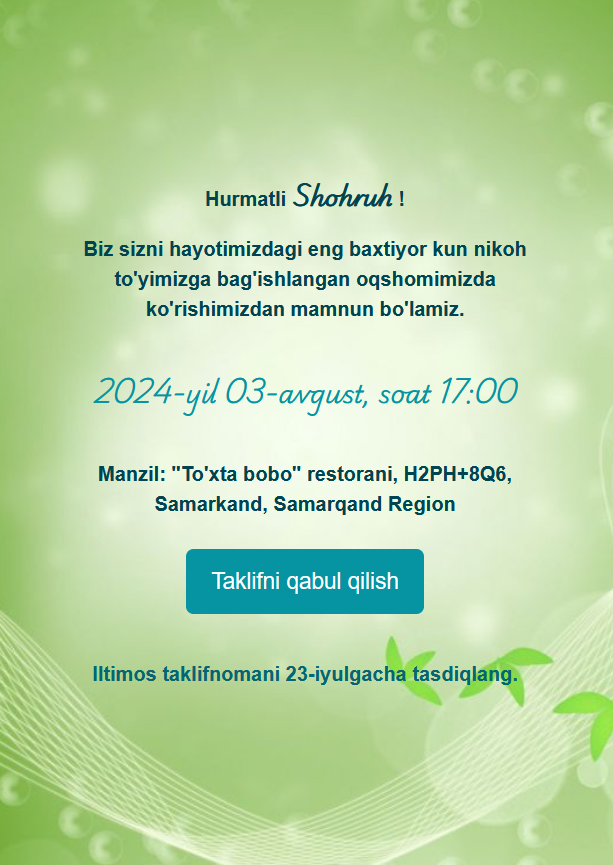 Hurmatli Shohruh !
Biz sizni hayotimizdagi eng baxtiyor kun nikoh
to'yimizga bag'ishlangan oqshomimizda
ko'rishimizdan mamnun bo'lamiz.
2024-yil 03-avgust, soat 17:00
Manzil: "To'xta bobo" restorani, H2PH+8Q6,
Samarkand, Samarqand Region
Taklifni qabul qilish
Iltimos taklifnomani 23-iyulgacha tasdiqlang.